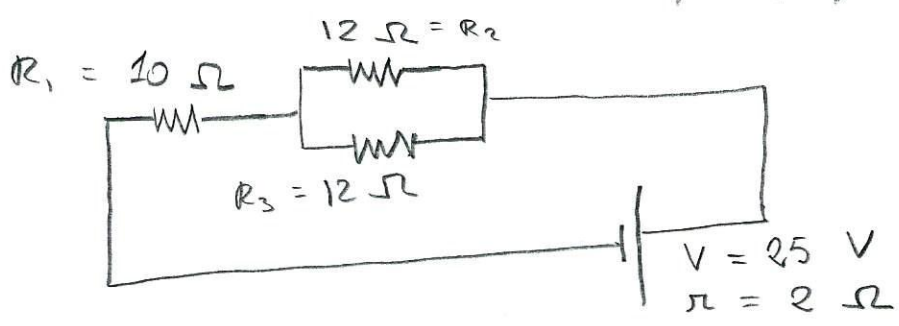 12 Ω = R₂
R₁ = 10 Ω
R₃ = 12 Ω
V = 25 V
r = 2 Ω